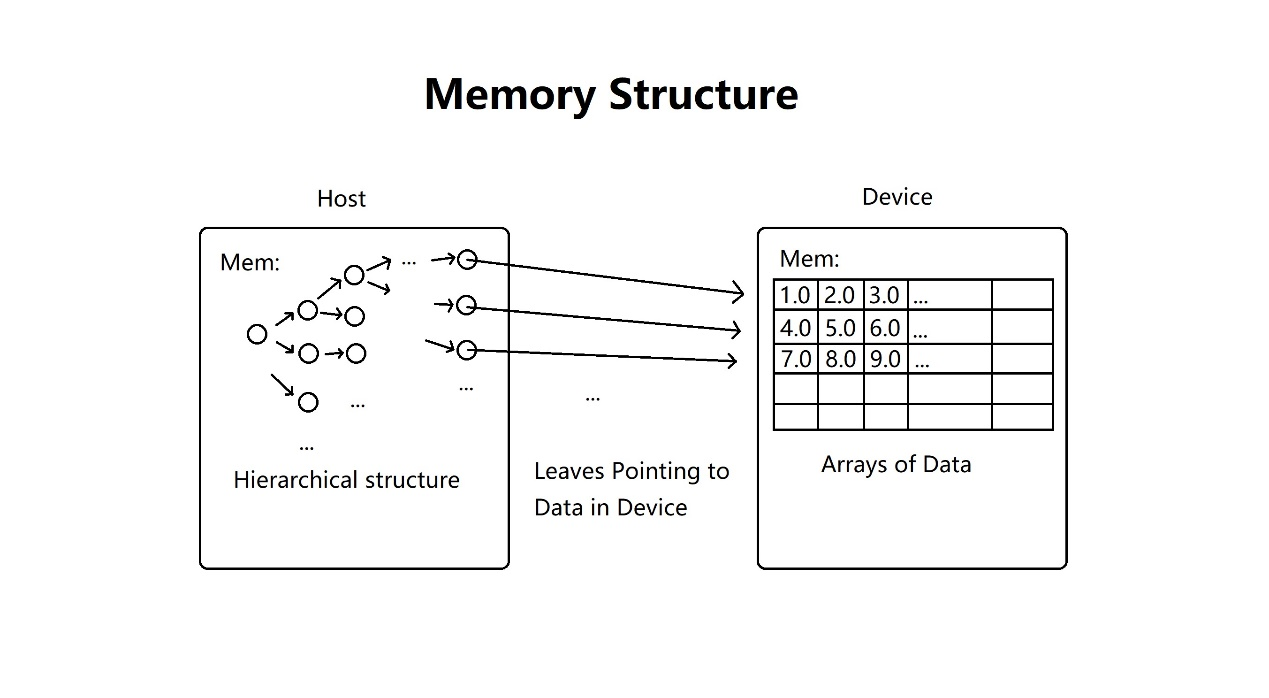 Memory Structure
Host
Device
Mem:
...
...
...
...
Hierarchical structure
...
Leaves Pointing to
Data in Device
Mem:
1.0 2.0 3.0 ...
4.0 5.0 6.0 ...
7.0 8.0 9.0 ...
Arrays of Data